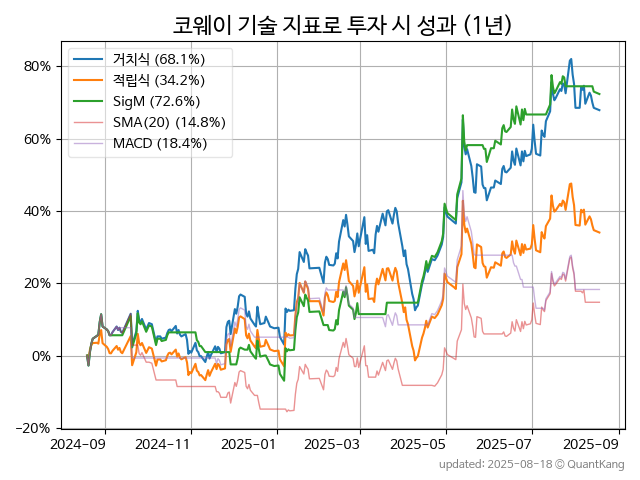 코웨이 기술 지표로 투자 시 성과 (1년)
거치식 (68.1%)
적립식 (34.2%)
SigM (72.6%)
SMA(20) (14.8%)
MACD (18.4%)
80%
60%
40%
20%
0%
−20%
2024-09 2024-11 2025-01 2025-03 2025-05 2025-07 2025-09
updated: 2025-08-18 © QuantKang